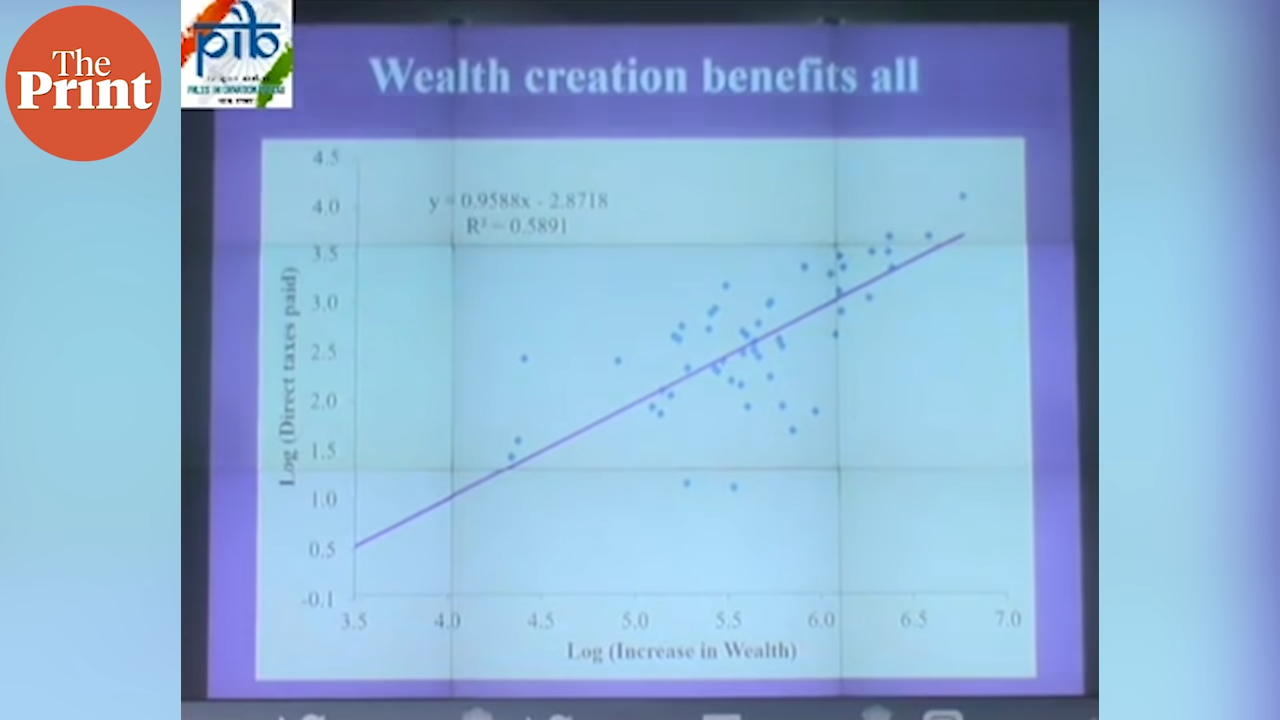 The
Print
pib
Wealth creation benefits all
4.5
4.0
3.5
3.0
2.5
2.0
1.5
1.0
0.5
-0.1
y = 0.9588x - 2.8718
R² = 0.5891
Log (Direct taxes paid)
3.5 4.0 4.5 5.0 5.5 6.0 6.5 7.0
Log (Increase in Wealth)